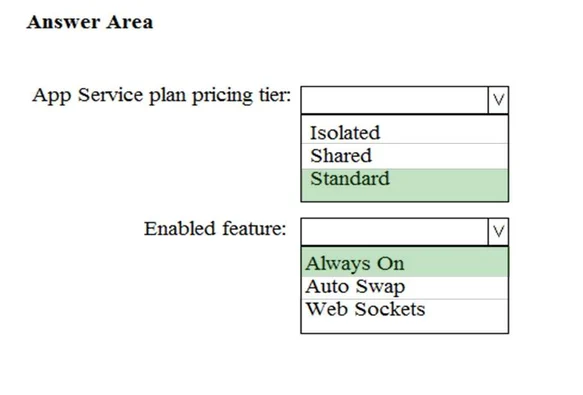 Answer Area
App Service plan pricing tier:
Isolated
Shared
Standard
Enabled feature:
Always On
Auto Swap
Web Sockets